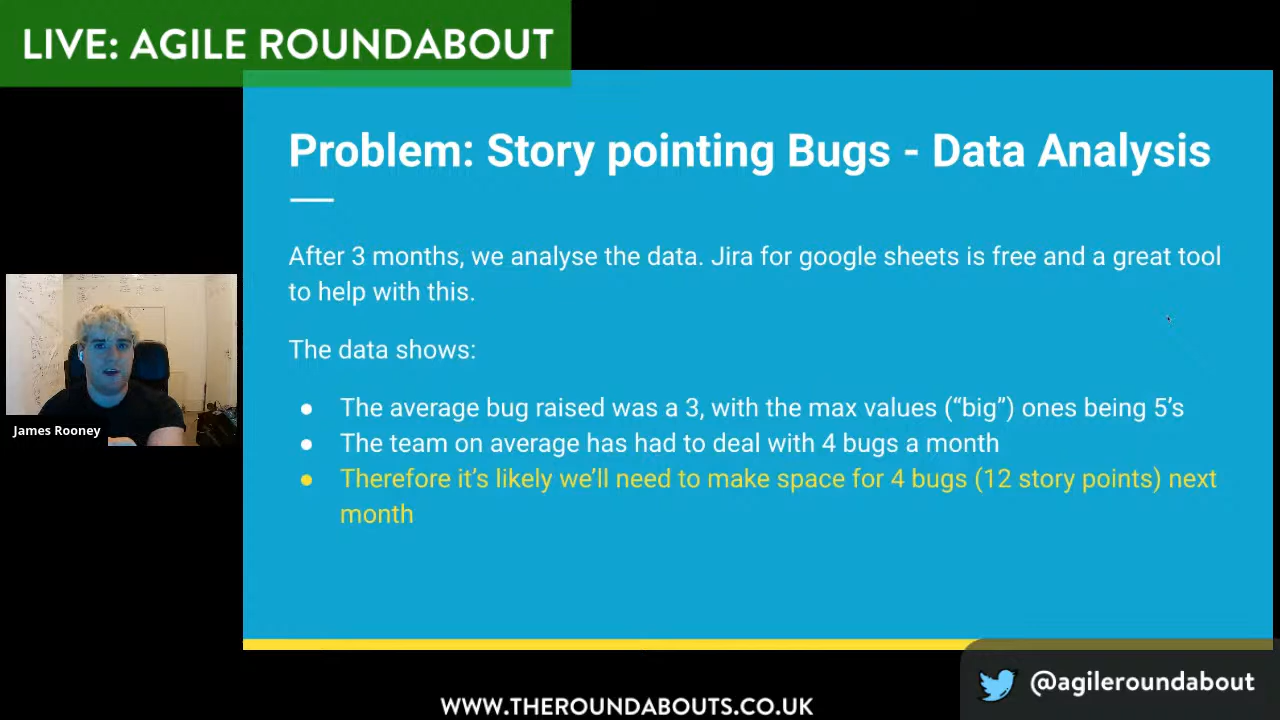 LIVE: AGILE ROUNDABOUT
Problem: Story pointing Bugs - Data Analysis
After 3 months, we analyse the data. Jira for google sheets is free and a great tool
to help with this.
The data shows:
● The average bug raised was a 3, with the max values (“big”) ones being 5’s
● The team on average has had to deal with 4 bugs a month
● Therefore it’s likely we’ll need to make space for 4 bugs (12 story points) next
month
James Rooney
@agileroundabout
WWW.THEROUNDABOUTS.CO.UK